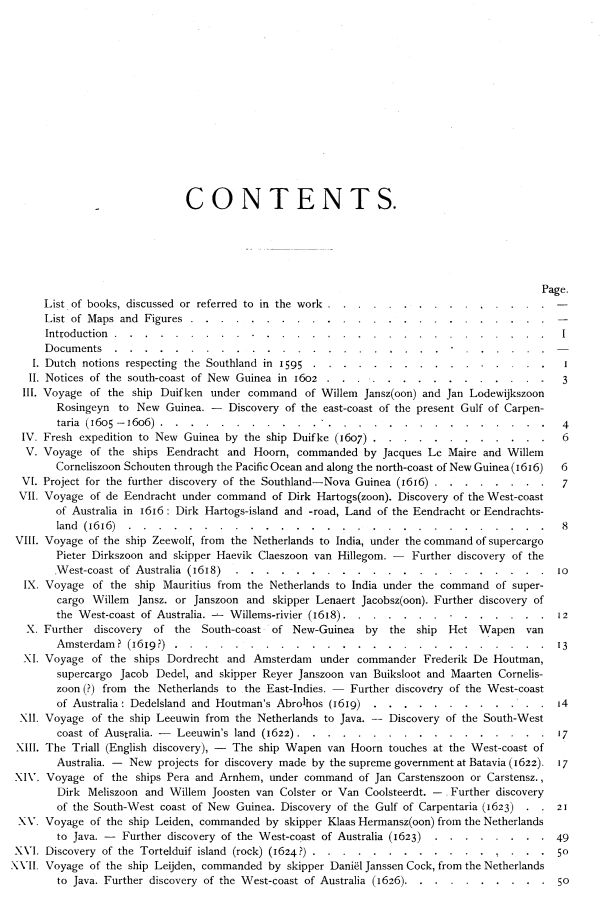 CONTENTS.
Page.
List of books, discussed or referred to in the work . . . . . . . . . . . . . . . —
List of Maps and Figures . . . . . . . . . . . . . . . . . . . . . . . . —
Introduction . . . . . . . . . . . . . . . . . . . . . . . . . . . . . I
Documents . . . . . . . . . . . . . . . . . . . . . . . . . . . . . —
I. Dutch notions respecting the Southland in 1595 . . . . . . . . . . . . . . . . 1
II. Notices of the south-coast of New Guinea in 1602 . . . . . . . . . . . . . . . 3
III. Voyage of the ship Duifken under command of Willem Jansz(oon) and Jan Lodewijkszoon
Rosingeyn to New Guinea. — Discovery of the east-coast of the present Gulf of Carpen-
taria (1605–1606) . . . . . . . . . . . . . . . . . . . . . . . . . . 4
IV. Fresh expedition to New Guinea by the ship Duifke (1607) . . . . . . . . . . . . 6
V. Voyage of the ships Eendracht and Hoorn, commanded by Jacques Le Maire and Willem
Corneliszoon Schouten through the Pacific Ocean and along the north-coast of New Guinea (1616) 6
VI. Project for the further discovery of the Southland—Nova Guinea (1616) . . . . . . . . 7
VII. Voyage of de Eendracht under command of Dirk Hartogs(zoon). Discovery of the West-coast
of Australia in 1616: Dirk Hartogs-island and -road, Land of the Eendracht or Eendrachts-
land (1616) . . . . . . . . . . . . . . . . . . . . . . . . . . . . 8
VIII. Voyage of the ship Zeewolf, from the Netherlands to India, under the command of supercargo
Pieter Dirkszoon and skipper Haevik Claeszoon van Hillegom. — Further discovery of the
West-coast of Australia (1618) . . . . . . . . . . . . . . . . . . . . . 10
IX. Voyage of the ship Mauritius from the Netherlands to India under the command of super-
cargo Willem Jansz. or Janszoon and skipper Lenaert Jacobsz(oon). Further discovery of
the West-coast of Australia. — Willems-rivier (1618). . . . . . . . . . . . . . 12
X. Further discovery of the South-coast of New-Guinea by the ship Het Wapen van
Amsterdam? (1619?) . . . . . . . . . . . . . . . . . . . . . . . . . 13
XI. Voyage of the ships Dordrecht and Amsterdam under commander Frederik De Houtman,
supercargo Jacob Dedel, and skipper Reyer Janszoon van Buiksloot and Maarten Cornelis-
zoon (?) from the Netherlands to the East-Indies. — Further discovery of the West-coast
of Australia: Dedelsland and Houtman's Abrolhos (1619) . . . . . . . . . . . . 14
XII. Voyage of the ship Leeuwin from the Netherlands to Java. — Discovery of the South-West
coast of Australia. — Leeuwin's land (1622) . . . . . . . . . . . . . . . . . 17
XIII. The Triall (English discovery), — The ship Wapen van Hoorn touches at the West-coast of
Australia. — New projects for discovery made by the supreme government at Batavia (1622). 17
XIV. Voyage of the ships Pera and Arnhem, under command of Jan Carstenszoon or Carstensz.,
Dirk Meliszoon and Willem Joosten van Colster or Van Coolsteerdt. — Further discovery
of the South-West coast of New Guinea. Discovery of the Gulf of Carpentaria (1623) . . 21
XV. Voyage of the ship Leiden, commanded by skipper Klaas Hermansz(oon) from the Netherlands
to Java. — Further discovery of the West-coast of Australia (1623) . . . . . . . . 49
XVI. Discovery of the Tortelduif island (rock) (1624?) . . . . . . . . . . . . . . . . 50
XVII. Voyage of the ship Leijden, commanded by skipper Daniël Janssen Cock, from the Netherlands
to Java. Further discovery of the West-coast of Australia (1626). . . . . . . . . . 50